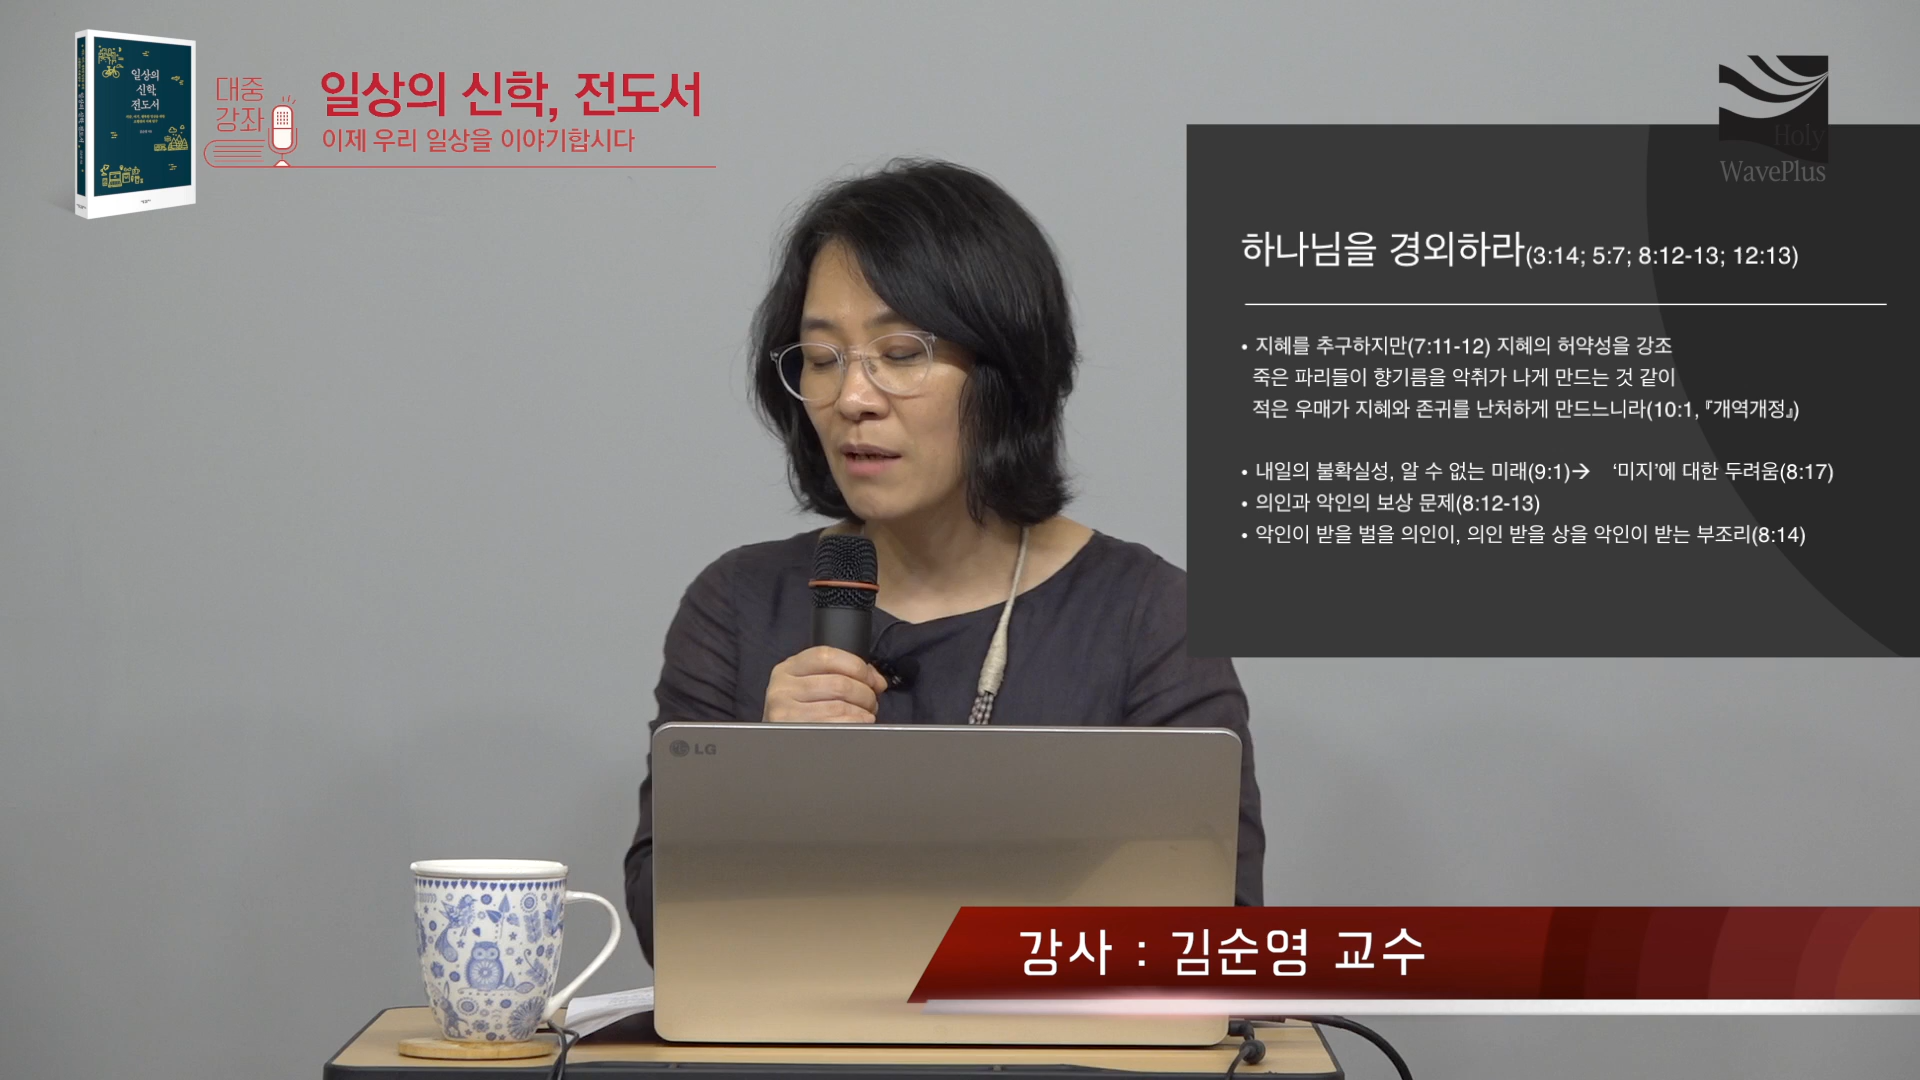 일상의
신학,
전도서
대중
강좌
일상의 신학, 전도서
이제 우리 일상을 이야기합시다
Holy
WavePlus
하나님을 경외하라(3:14; 5:7; 8:12-13; 12:13)
• 지혜를 추구하지만(7:11-12) 지혜의 허약성을 강조
죽은 파리들이 향기름을 악취가 나게 만드는 것 같이
적은 우매가 지혜와 존귀를 난처하게 만드느니라(10:1, 『개역개정』)
• 내일의 불확실성, 알 수 없는 미래(9:1)→ ‘미지’에 대한 두려움(8:17)
• 의인과 악인의 보상 문제(8:12-13)
• 악인이 받을 벌을 의인이, 의인 받을 상을 악인이 받는 부조리(8:14)
LG
강사 : 김순영 교수